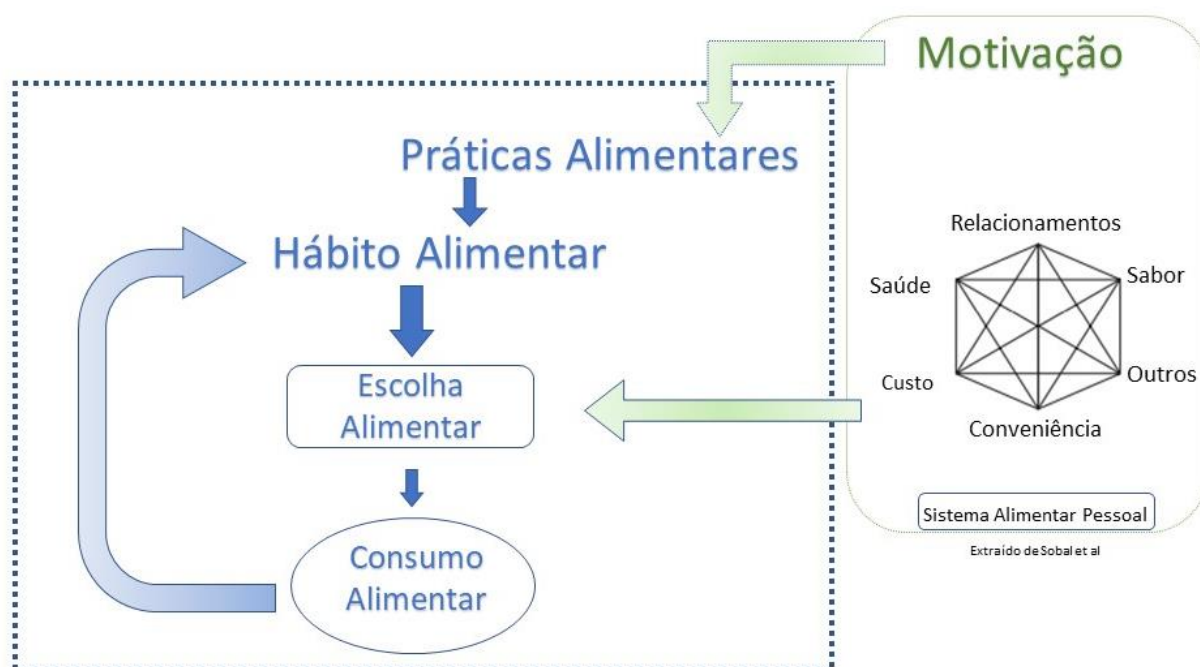 Motivação
Práticas Alimentares
Hábito Alimentar
Escolha
Alimentar
Consumo
Alimentar
Relacionamentos
Saúde
Sabor
Custo
Outros
Conveniência
Sistema Alimentar Pessoal
Extraído de Sobal et al